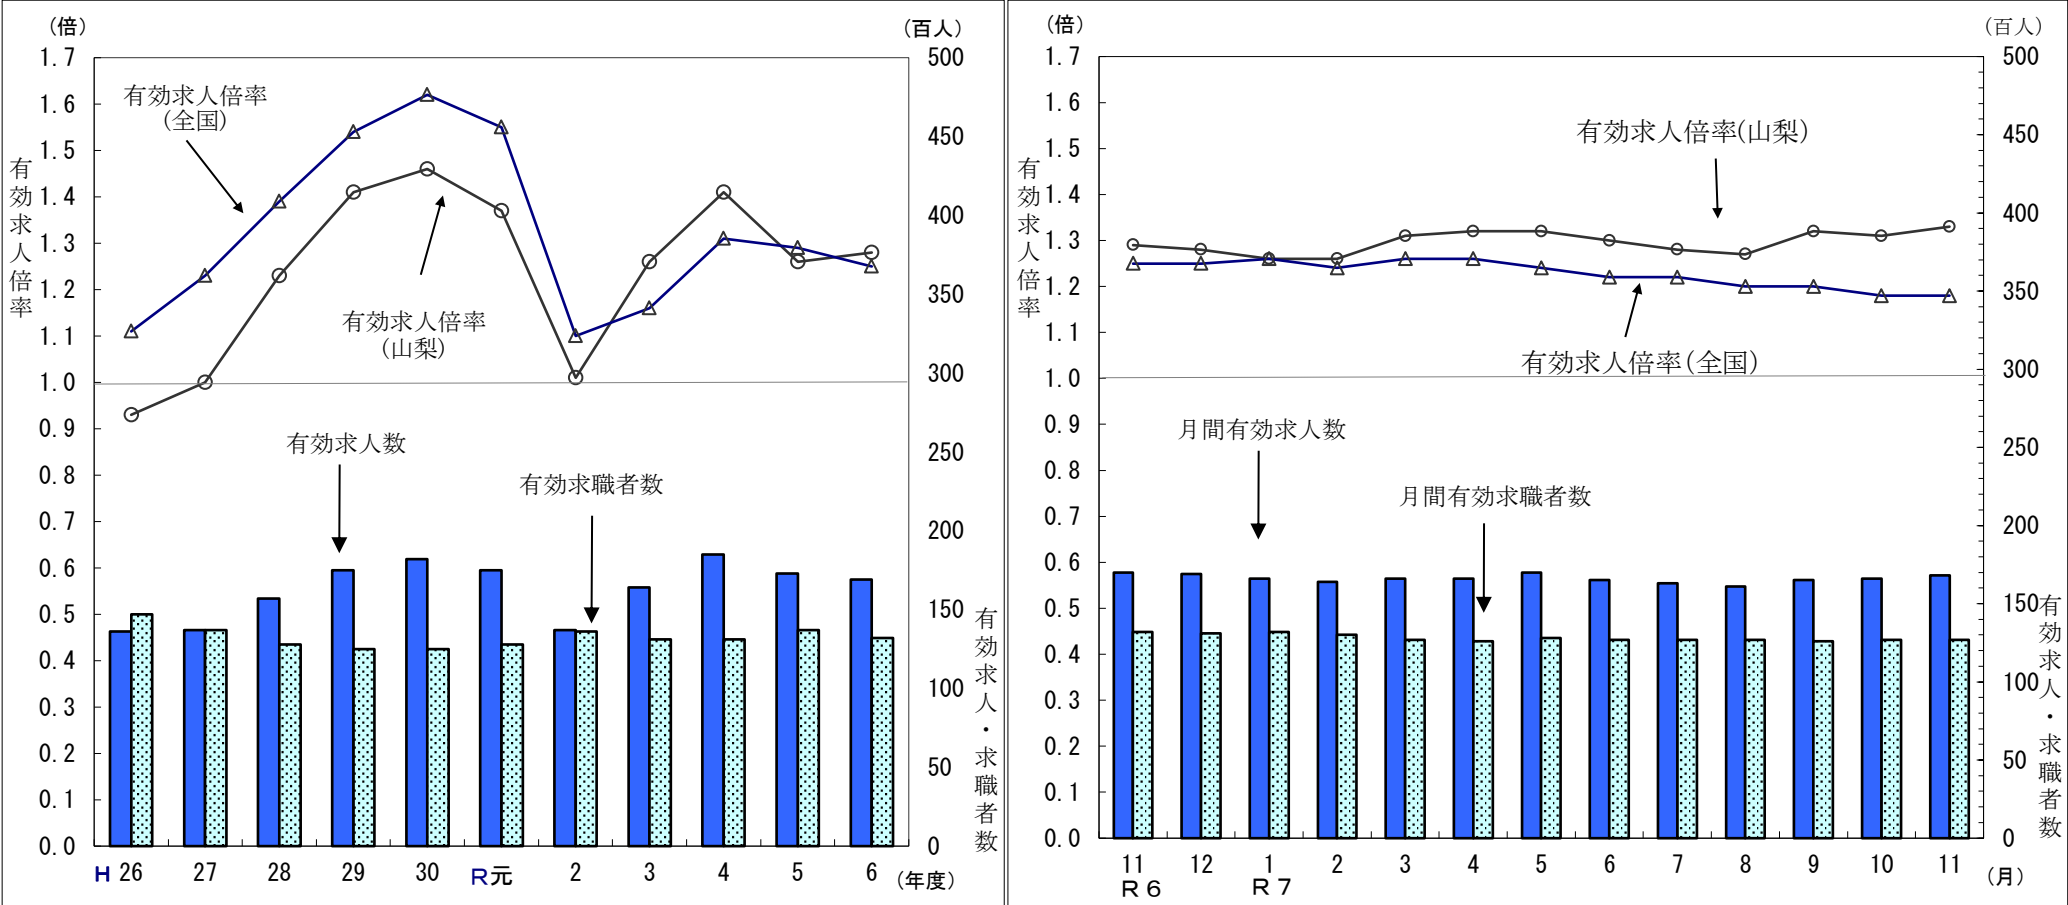 （倍）
（百人）
1.7
1.6
1.5
1.4
1.3
1.2
1.1
1.0
0.9
0.8
0.7
0.6
0.5
0.4
0.3
0.2
0.1
0.0
有効求人倍率
有効求人倍率
（全国）
有効求人倍率
（山梨）
有効求人数
有効求職者数
500
450
400
350
300
250
200
150
100
50
0
有効求人・求職者数
H 26 27 28 29 30 R元 2 3 4 5 6 （年度）
（倍）
（百人）
1.7
1.6
1.5
1.4
1.3
1.2
1.1
1.0
0.9
0.8
0.7
0.6
0.5
0.4
0.3
0.2
0.1
0.0
有効求人倍率
有効求人倍率（山梨）
有効求人倍率（全国）
月間有効求人数
月間有効求職者数
500
450
400
350
300
250
200
150
100
50
0
有効求人・求職者数
11 12 1 2 3 4 5 6 7 8 9 10 11 （月）
R6 R7